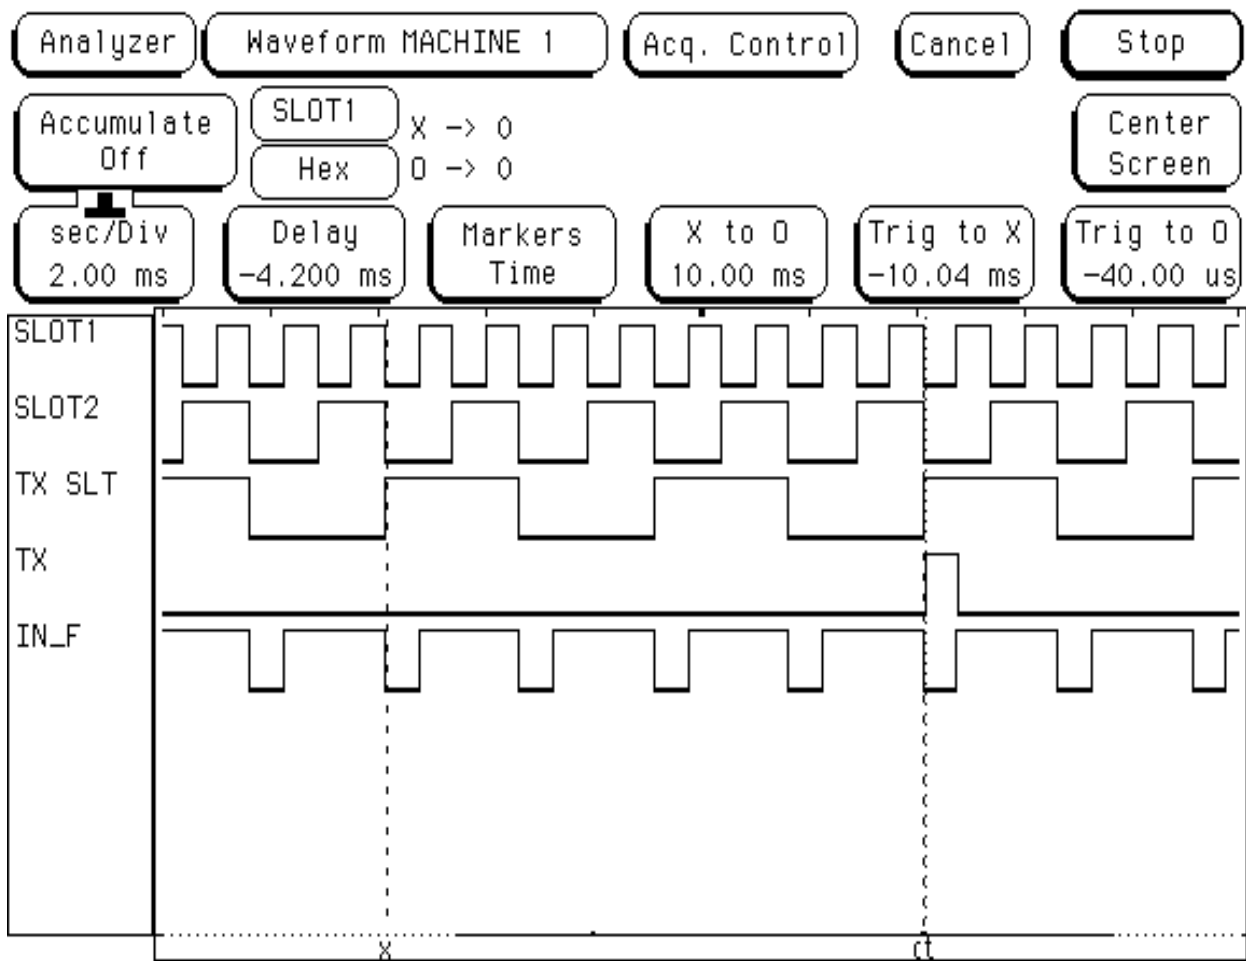 Analyzer Waveform MACHINE 1 Acq. Control Cancel Stop
Accumulate
Off
SLOT1 X -> 0
Hex O -> 0
Center
Screen
sec/Div
2.00 ms
Delay
-4.200 ms
Markers
Time
X to O
10.00 ms
Trig to X
-10.04 ms
Trig to O
-40.00 us
SLOT1
SLOT2
TX SLT
TX
IN_F
x